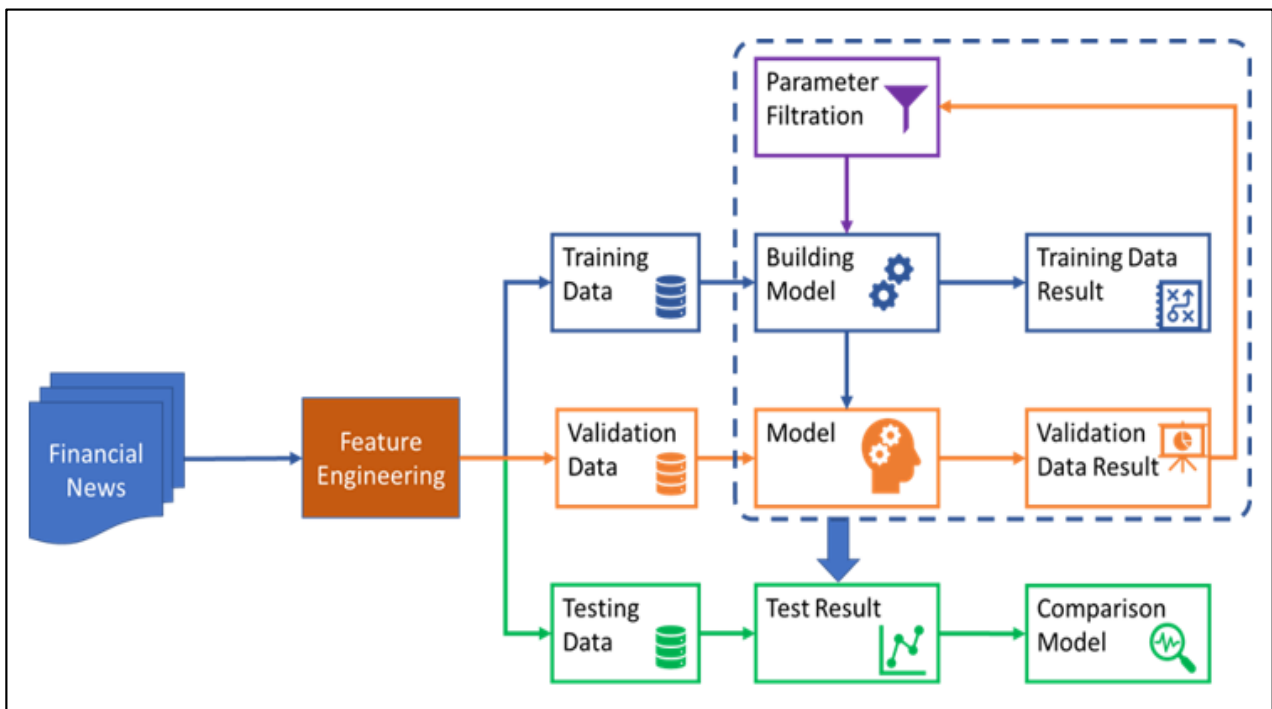 Parameter
Filtration
Training
Data
Building
Model
Training Data
Result
Financial
News
Feature
Engineering
Validation
Data
Model
Validation
Data Result
Testing
Data
Test Result
Comparison
Model